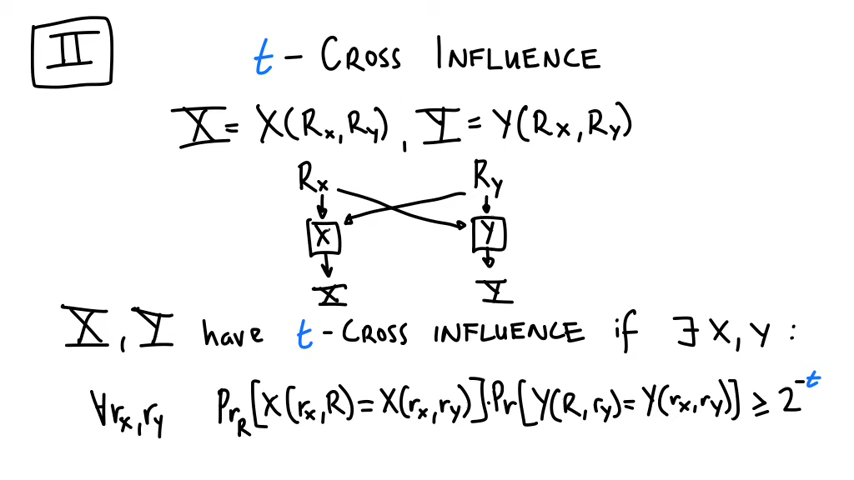 II
t - CROSS INFLUENCE
X = X(Rx, Ry), Y = Y(Rx, Ry)
Rx Ry
X Y
X Y
X, Y have t-CROSS INFLUENCE if ∃ X, Y :
∀rx, ry PrR[X(rx, R) = X(rx, ry)]·Pr[Y(R, ry) = Y(rx, ry)] ≥ 2^-t